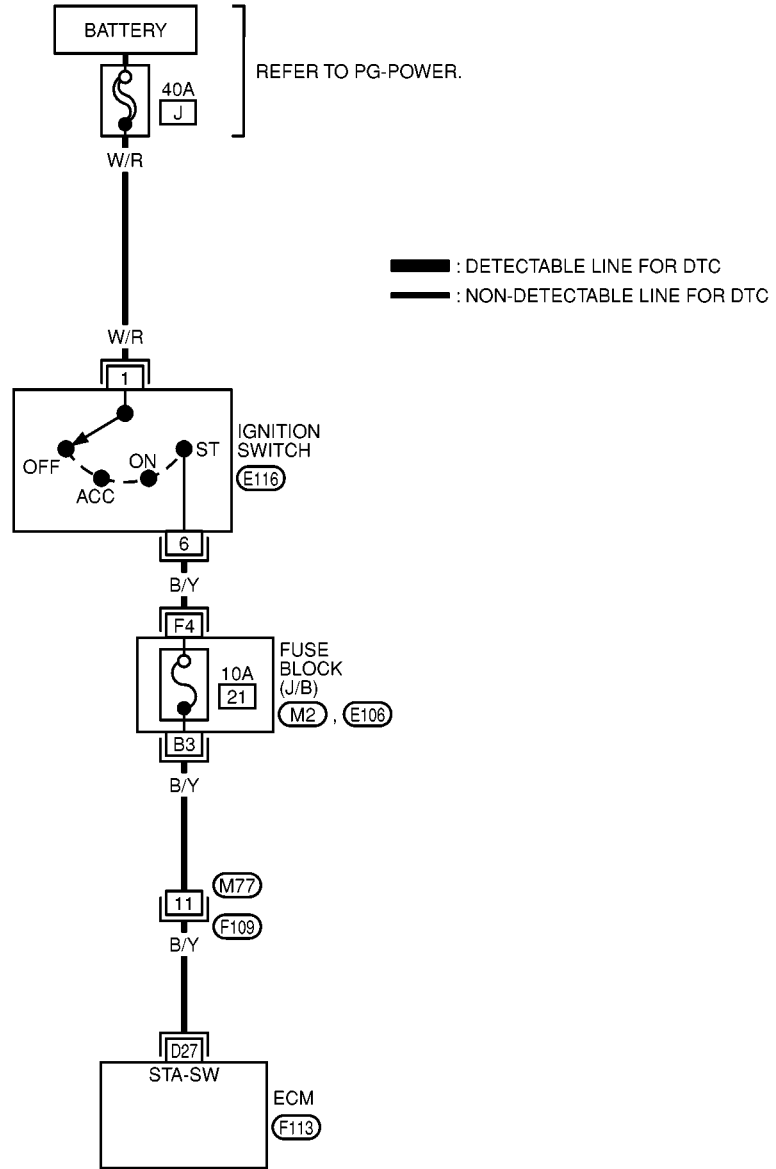 BATTERY
REFER TO PG-POWER.
40A
J
W/R
: DETECTABLE LINE FOR DTC
: NON-DETECTABLE LINE FOR DTC
W/R
1
OFF
ACC
ON
ST
IGNITION
SWITCH
E116
6
B/Y
F4
10A
21
FUSE
BLOCK
(J/B)
M2 , E106
B3
B/Y
11
M77
F109
B/Y
D27
STA-SW
ECM
F113